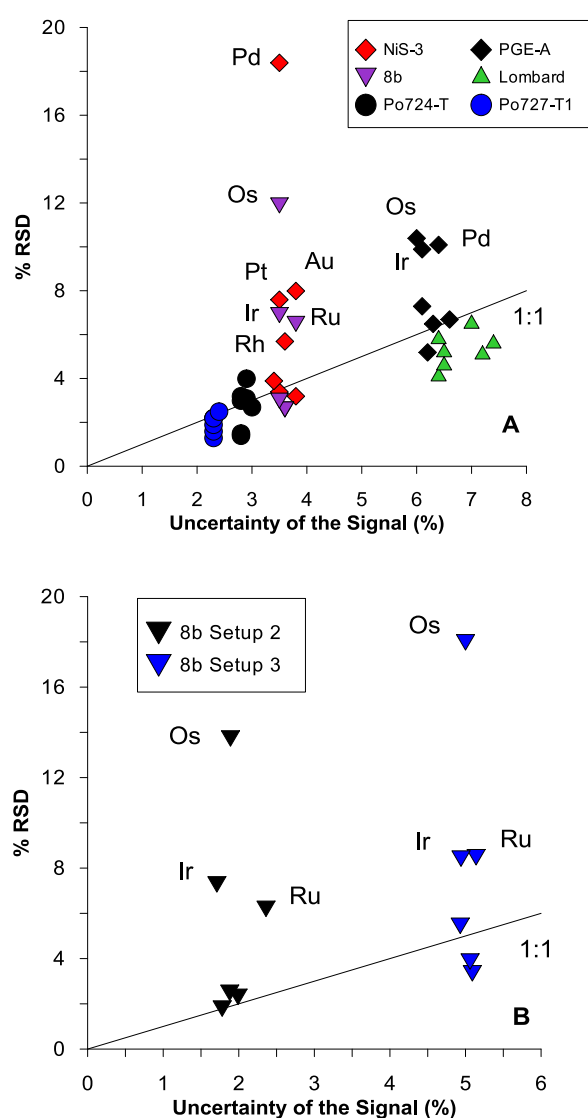 20
NiS-3 PGE-A
8b Lombard
Po724-T Po727-T1
Pd
16
Os
12
Os
Pd
Ir
% RSD
Pt Au
8
Ir Ru
1:1
Rh
4
A
0
0 1 2 3 4 5 6 7 8
Uncertainty of the Signal (%)
20
8b Setup 2
8b Setup 3
Os
16
Os
12
% RSD
8
Ir Ru
Ir Ru
4
1:1
B
0
0 1 2 3 4 5 6
Uncertainty of the Signal (%)